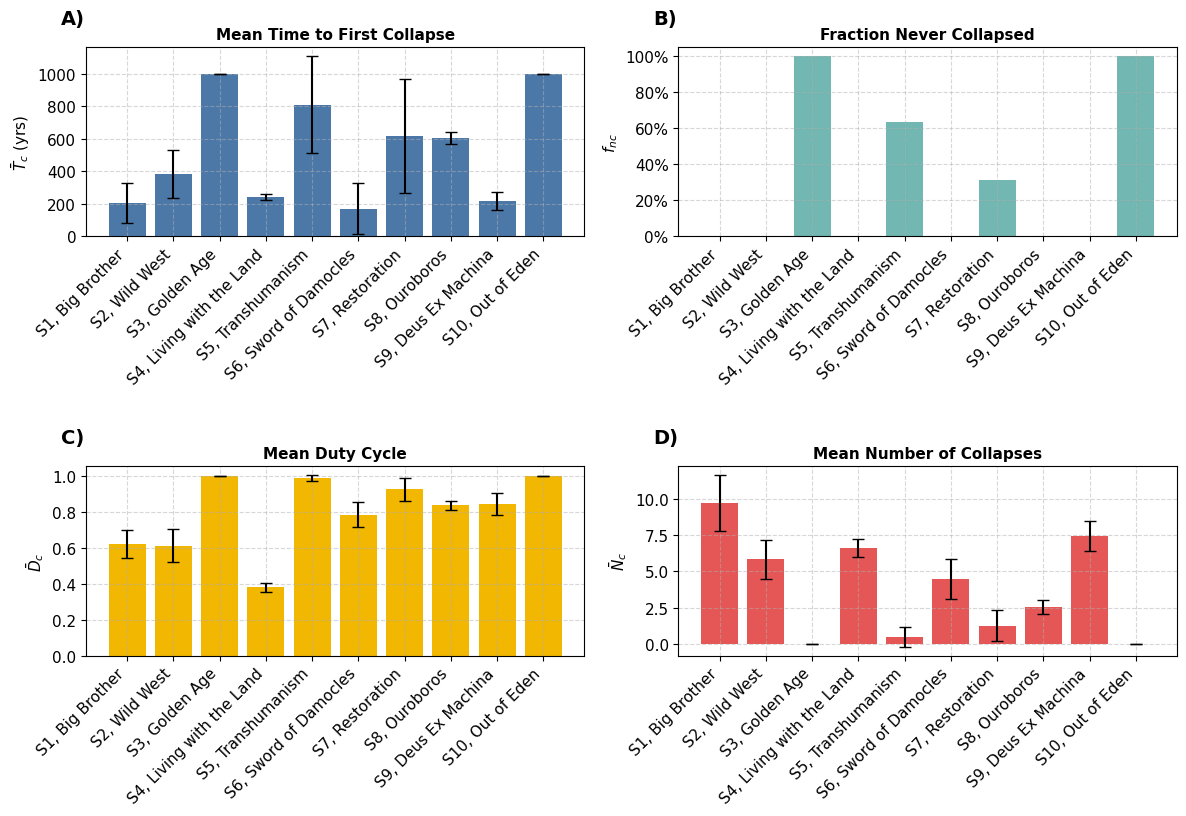 A)
Mean Time to First Collapse
T̄c (yrs)
1000
800
600
400
200
0
S1, Big Brother
S2, Wild West
S3, Golden Age
S4, Living with the Land
S5, Transhumanism
S6, Sword of Damocles
S7, Restoration
S8, Ouroboros
S9, Deus Ex Machina
S10, Out of Eden
B)
Fraction Never Collapsed
fnc
100%
80%
60%
40%
20%
0%
S1, Big Brother
S2, Wild West
S3, Golden Age
S4, Living with the Land
S5, Transhumanism
S6, Sword of Damocles
S7, Restoration
S8, Ouroboros
S9, Deus Ex Machina
S10, Out of Eden
C)
Mean Duty Cycle
D̄c
1.0
0.8
0.6
0.4
0.2
0.0
S1, Big Brother
S2, Wild West
S3, Golden Age
S4, Living with the Land
S5, Transhumanism
S6, Sword of Damocles
S7, Restoration
S8, Ouroboros
S9, Deus Ex Machina
S10, Out of Eden
D)
Mean Number of Collapses
N̄c
10.0
7.5
5.0
2.5
0.0
S1, Big Brother
S2, Wild West
S3, Golden Age
S4, Living with the Land
S5, Transhumanism
S6, Sword of Damocles
S7, Restoration
S8, Ouroboros
S9, Deus Ex Machina
S10, Out of Eden